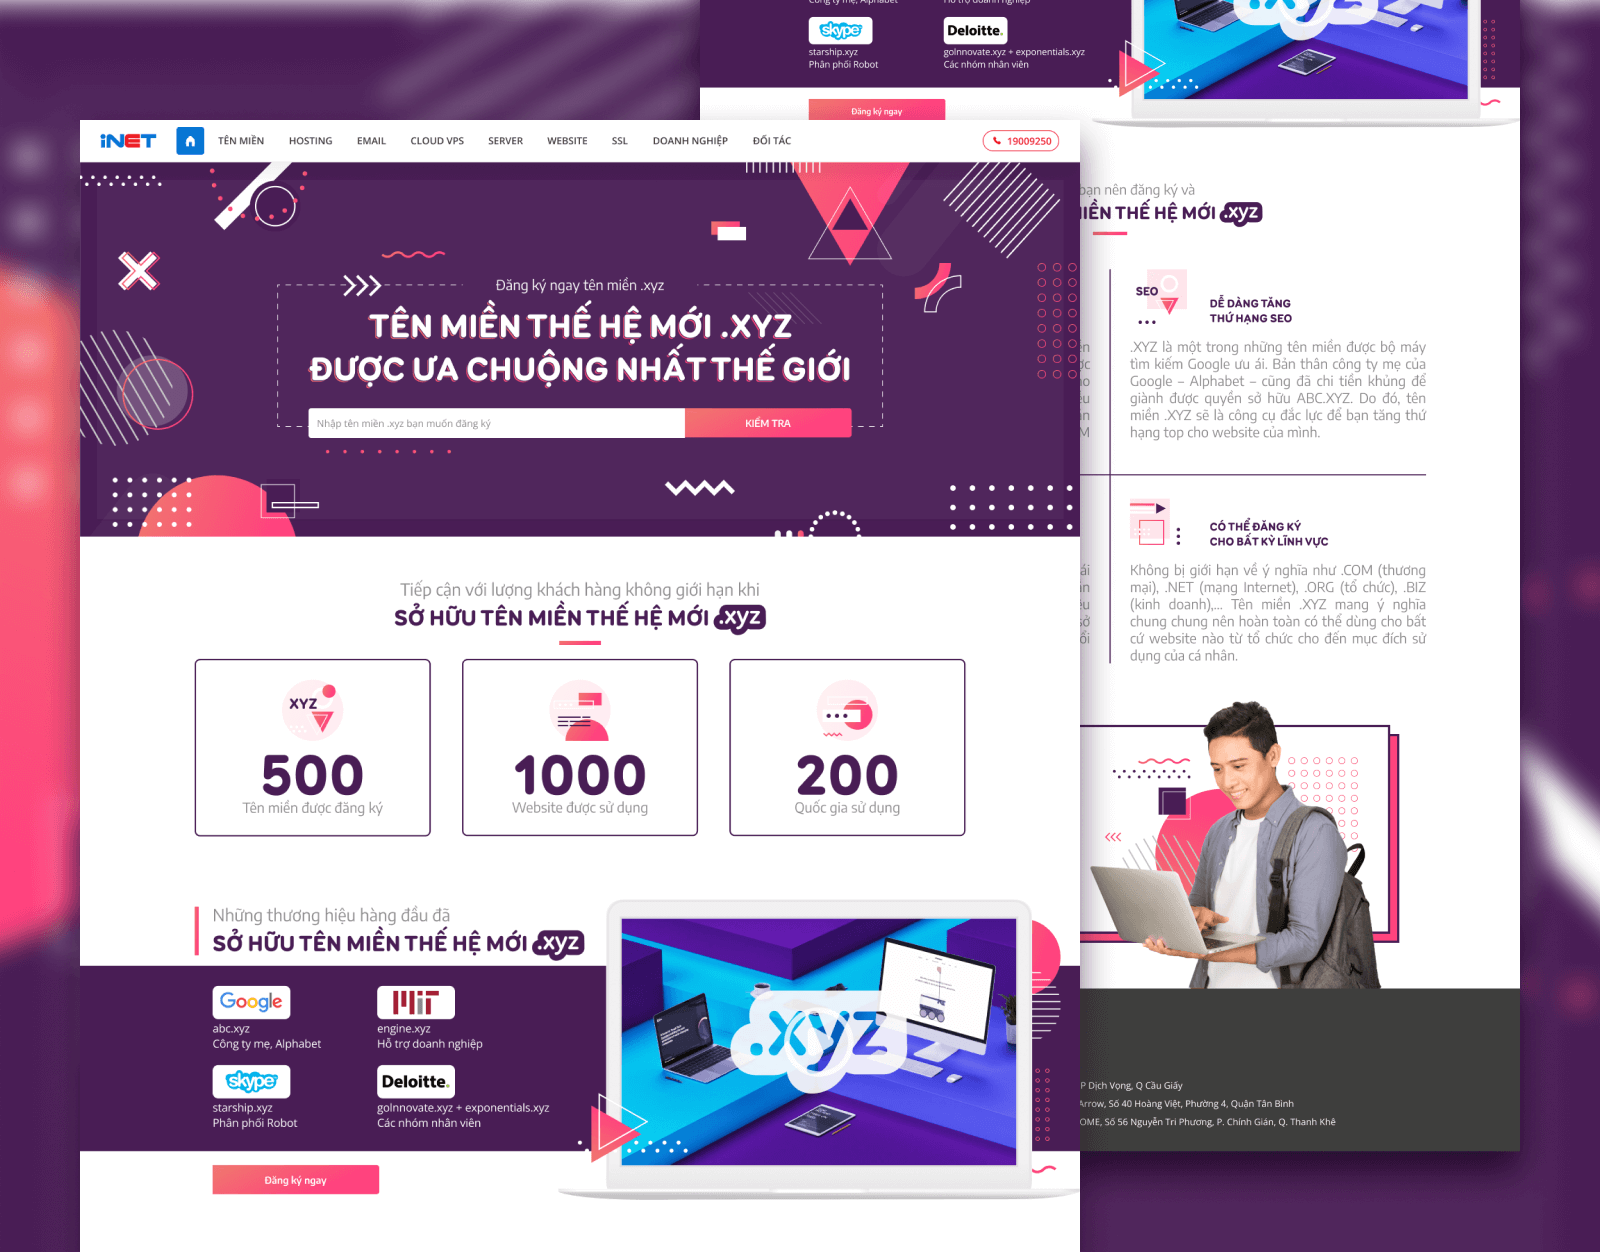 iNET
TÊN MIỀN
HOSTING
EMAIL
CLOUD VPS
SERVER
WEBSITE
SSL
DOANH NGHIỆP
ĐỐI TÁC
19009250
Đăng ký ngay tên miền .xyz
TÊN MIỀN THẾ HỆ MỚI .XYZ
ĐƯỢC ƯA CHUỘNG NHẤT THẾ GIỚI
Nhập tên miền .xyz bạn muốn đăng ký
KIỂM TRA
Tiếp cận với lượng khách hàng không giới hạn khi
SỞ HỮU TÊN MIỀN THẾ HỆ MỚI .xyz
XYZ
500
Tên miền được đăng ký
1000
Website được sử dụng
200
Quốc gia sử dụng
Những thương hiệu hàng đầu đã
SỞ HỮU TÊN MIỀN THẾ HỆ MỚI .xyz
Google
abc.xyz
Công ty mẹ, Alphabet
MIT
engine.xyz
Hỗ trợ doanh nghiệp
skype
starship.xyz
Phân phối Robot
Deloitte.
goInnovate.xyz + exponentials.xyz
Các nhóm nhân viên
.xyz
Đăng ký ngay
Công ty mẹ, Alphabet
Hỗ trợ doanh nghiệp
skype
starship.xyz
Phân phối Robot
Deloitte.
goInnovate.xyz + exponentials.xyz
Các nhóm nhân viên
Đăng ký ngay
bạn nên đăng ký và
IỀN THẾ HỆ MỚI .xyz
SEO
DỄ DÀNG TĂNG
THỨ HẠNG SEO
.XYZ là một trong những tên miền được bộ máy
tìm kiếm Google ưu ái. Bản thân công ty mẹ của
Google – Alphabet – cũng đã chi tiền khủng để
giành được quyền sở hữu ABC.XYZ. Do đó, tên
miền .XYZ sẽ là công cụ đắc lực để bạn tăng thứ
hạng top cho website của mình.
CÓ THỂ ĐĂNG KÝ
CHO BẤT KỲ LĨNH VỰC
Không bị giới hạn về ý nghĩa như .COM (thương
mại), .NET (mạng Internet), .ORG (tổ chức), .BIZ
(kinh doanh),... Tên miền .XYZ mang ý nghĩa
chung chung nên hoàn toàn có thể dùng cho bất
cứ website nào từ tổ chức cho đến mục đích sử
dụng của cá nhân.
P Dịch Vọng, Q Cầu Giấy
Arrow, Số 40 Hoàng Việt, Phường 4, Quận Tân Bình
OME, Số 56 Nguyễn Tri Phương, P. Chính Gián, Q. Thanh Khê